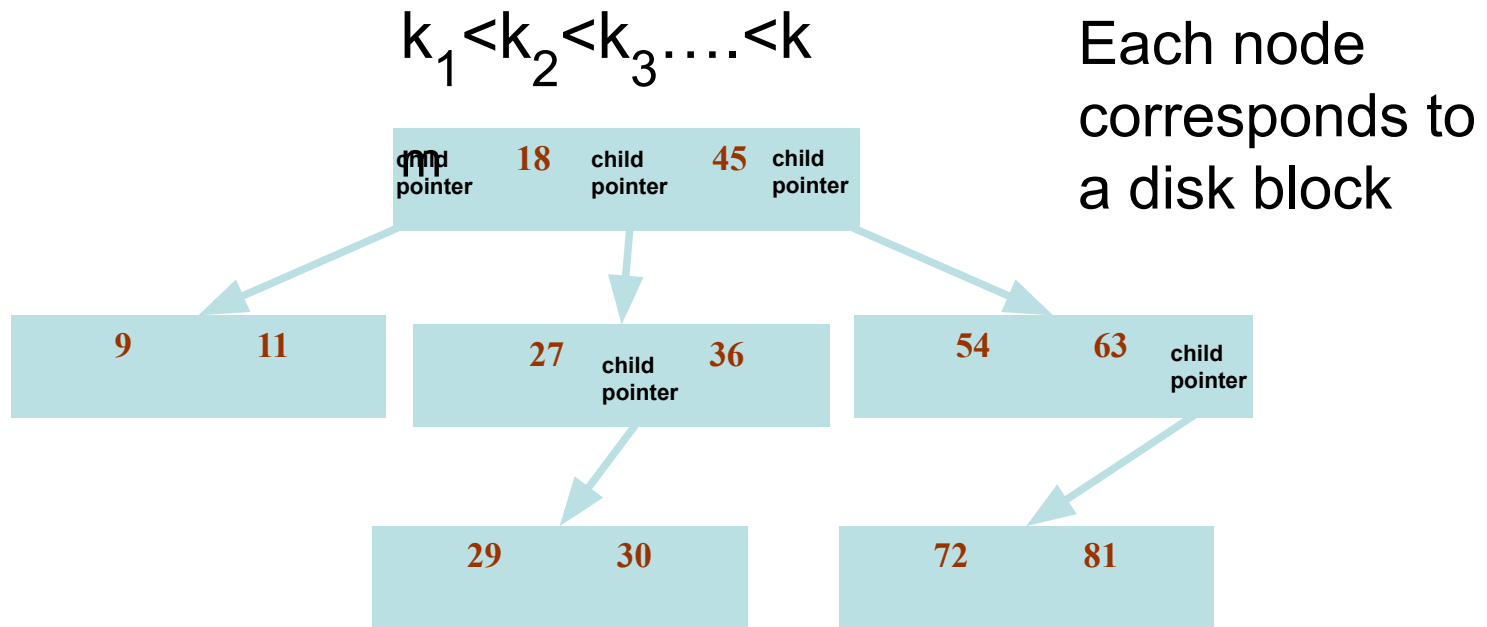 k1<k2<k3….<k
m
Each node
corresponds to
a disk block
child
pointer
18
child
pointer
45
child
pointer
9 11
27
child
pointer
36
54 63
child
pointer
29 30
72 81